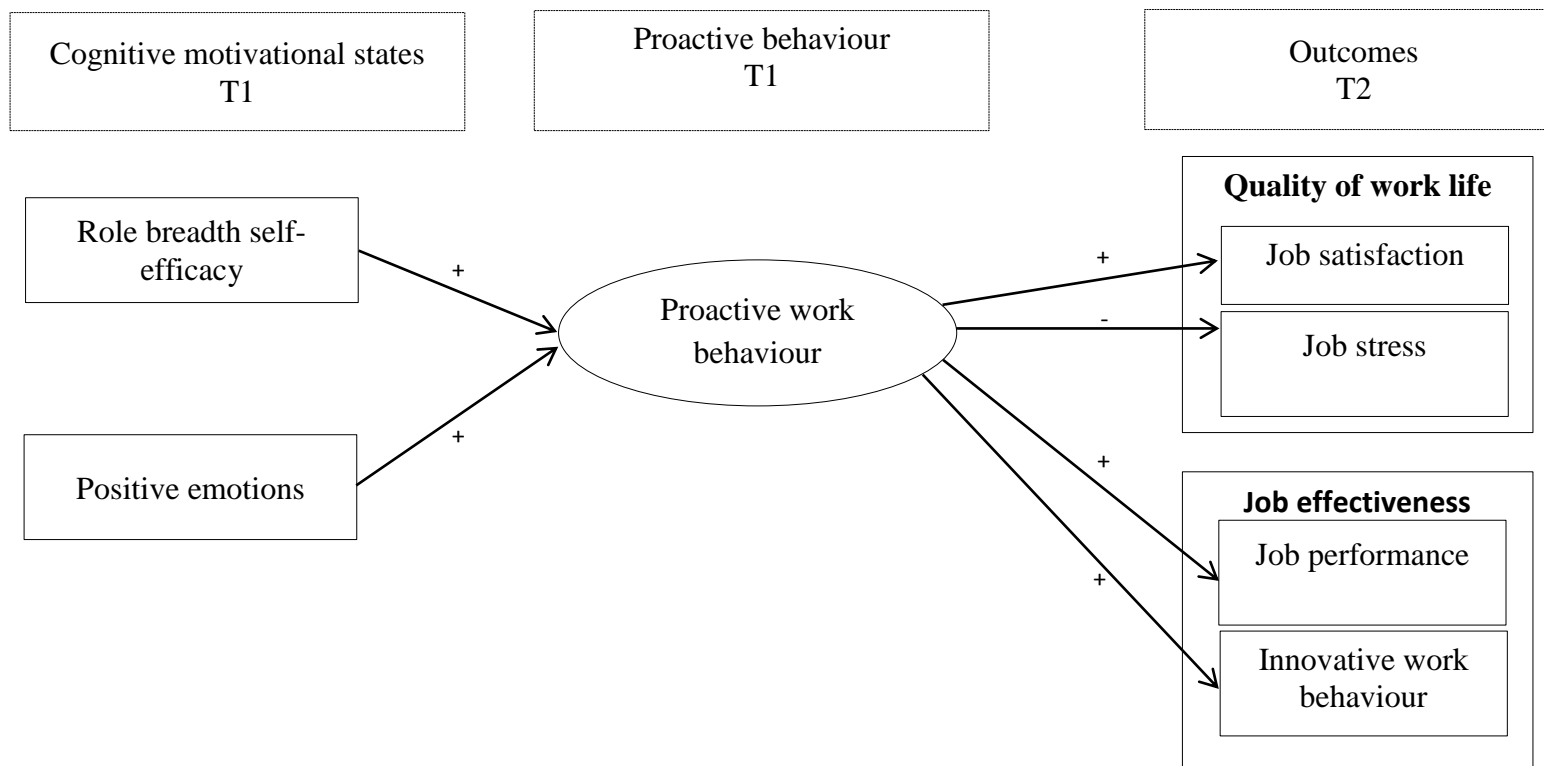 Cognitive motivational states
T1
Proactive behaviour
T1
Outcomes
T2
Role breadth self-
efficacy
+
Positive emotions
+
Proactive work
behaviour
+
-
+
+
Quality of work life
Job satisfaction
Job stress
Job effectiveness
Job performance
Innovative work
behaviour